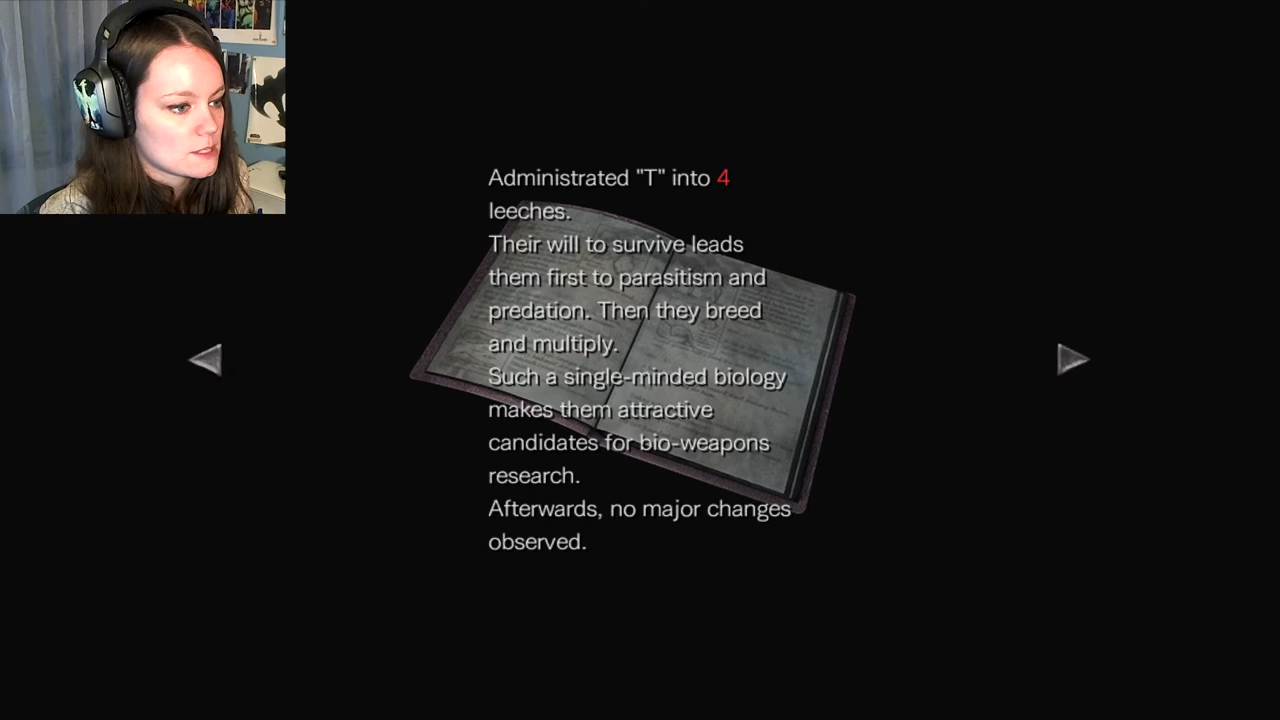 Administrated "T" into 4
leeches.
Their will to survive leads
them first to parasitism and
predation. Then they breed
and multiply.
Such a single-minded biology
makes them attractive
candidates for bio-weapons
research.
Afterwards, no major changes
observed.